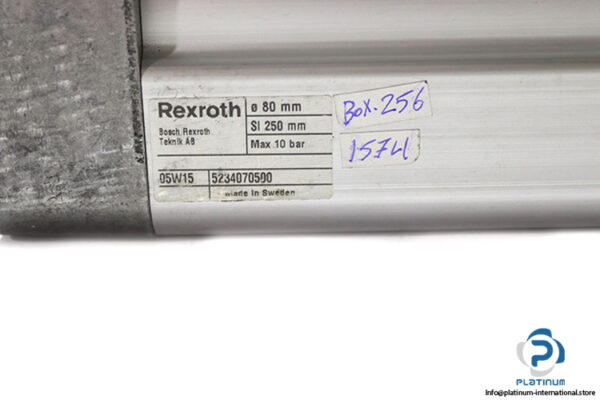 Rexroth
Bosch Rexroth
Teknik AB
ø 80 mm
Sl 250 mm
Max 10 bar
05W15 5234070500
made in Sweden
Box.256
1574
PLATINUM
Info@platinum-international.store